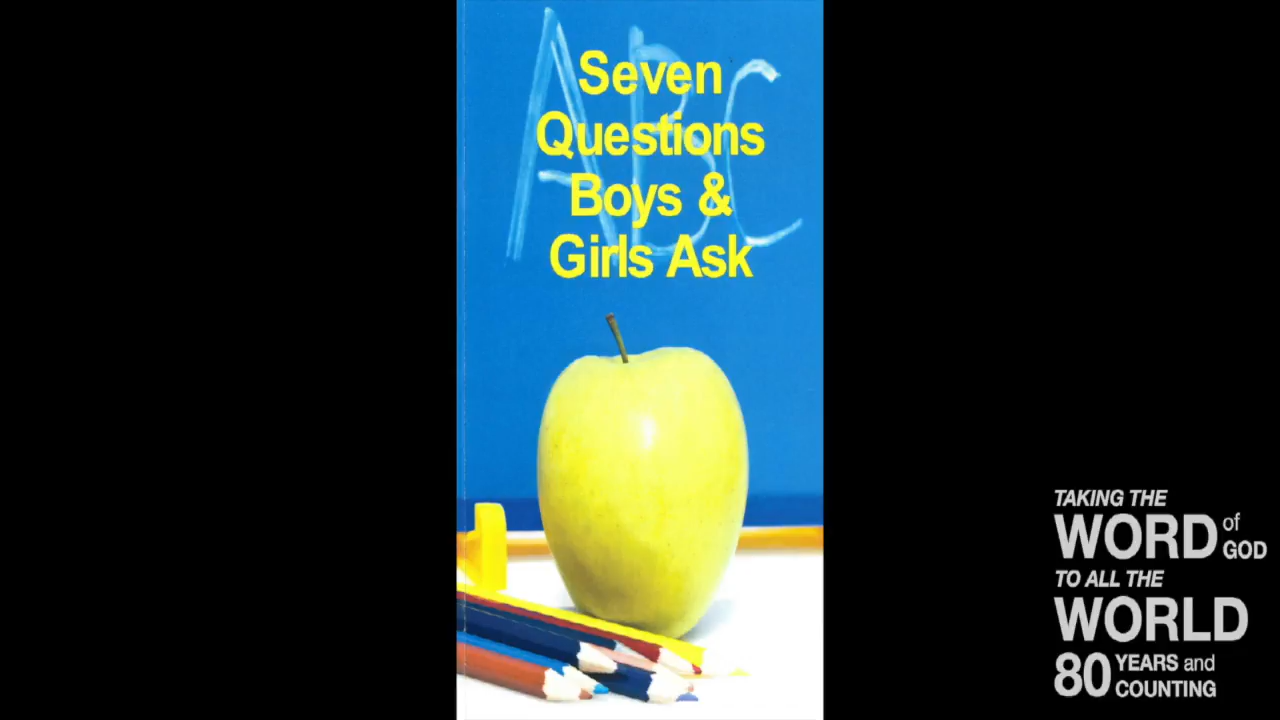 ABC
Seven
Questions
Boys &
Girls Ask
TAKING THE
WORD of GOD
TO ALL THE
WORLD
80 YEARS and COUNTING